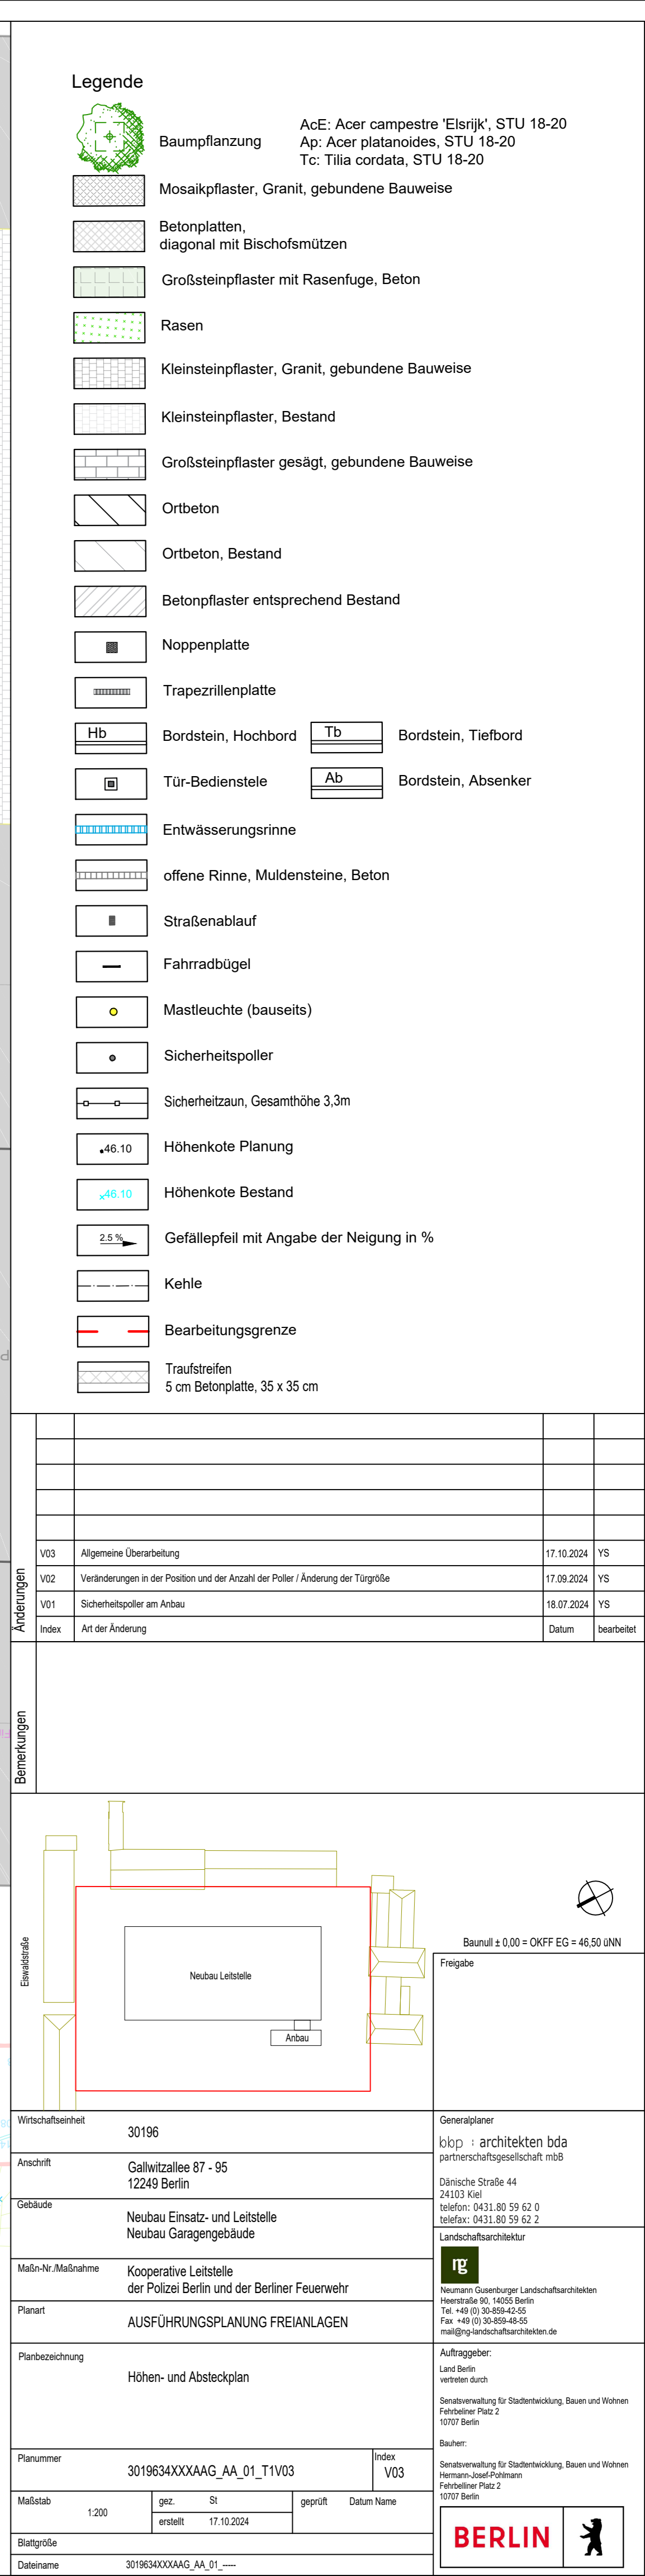 Legende
Baumpflanzung
AcE: Acer campestre 'Elsrijk', STU 18-20
Ap: Acer platanoides, STU 18-20
Tc: Tilia cordata, STU 18-20
Mosaikpflaster, Granit, gebundene Bauweise
Betonplatten,
diagonal mit Bischofsmützen
Großsteinpflaster mit Rasenfuge, Beton
Rasen
Kleinsteinpflaster, Granit, gebundene Bauweise
Kleinsteinpflaster, Bestand
Großsteinpflaster gesägt, gebundene Bauweise
Ortbeton
Ortbeton, Bestand
Betonpflaster entsprechend Bestand
Noppenplatte
Trapezrillenplatte
Hb Bordstein, Hochbord Tb Bordstein, Tiefbord
Tür-Bedienstele Ab Bordstein, Absenker
Entwässerungsrinne
offene Rinne, Muldensteine, Beton
Straßenablauf
Fahrradbügel
Mastleuchte (bauseits)
Sicherheitspoller
Sicherheitzaun, Gesamthöhe 3,3m
46.10 Höhenkote Planung
46.10 Höhenkote Bestand
2.5 % Gefällepfeil mit Angabe der Neigung in %
Kehle
Bearbeitungsgrenze
Traufstreifen
5 cm Betonplatte, 35 x 35 cm
Änderungen
V03 Allgemeine Überarbeitung 17.10.2024 YS
V02 Veränderungen in der Position und der Anzahl der Poller / Änderung der Türgröße 17.09.2024 YS
V01 Sicherheitspoller am Anbau 18.07.2024 YS
Index Art der Änderung Datum bearbeitet
Bemerkungen
Eiswaldstraße
Neubau Leitstelle
Anbau
Baunull ± 0,00 = OKFF EG = 46,50 üNN
Freigabe
Wirtschaftseinheit
30196
Anschrift
Gallwitzallee 87 - 95
12249 Berlin
Gebäude
Neubau Einsatz- und Leitstelle
Neubau Garagengebäude
Maßn-Nr./Maßnahme
Kooperative Leitstelle
der Polizei Berlin und der Berliner Feuerwehr
Planart
AUSFÜHRUNGSPLANUNG FREIANLAGEN
Planbezeichnung
Höhen- und Absteckplan
Planummer
3019634XXXAAG_AA_01_T1V03
Index
V03
Maßstab
1:200
gez. St
erstellt 17.10.2024
geprüft Datum Name
Blattgröße
Dateiname 3019634XXXAAG_AA_01_-----
Generalplaner
bbp : architekten bda
partnerschaftsgesellschaft mbB
Dänische Straße 44
24103 Kiel
telefon: 0431.80 59 62 0
telefax: 0431.80 59 62 2
Landschaftsarchitektur
ng
Neumann Gusenburger Landschaftsarchitekten
Heerstraße 90, 14055 Berlin
Tel. +49 (0) 30-859-42-55
Fax +49 (0) 30-859-48-55
mail@ng-landschaftsarchitekten.de
Auftraggeber:
Land Berlin
vertreten durch
Senatsverwaltung für Stadtentwicklung, Bauen und Wohnen
Fehrbeliner Platz 2
10707 Berlin
Bauherr:
Senatsverwaltung für Stadtentwicklung, Bauen und Wohnen
Hermann-Josef-Pohlmann
Fehrbelliner Platz 2
10707 Berlin
BERLIN